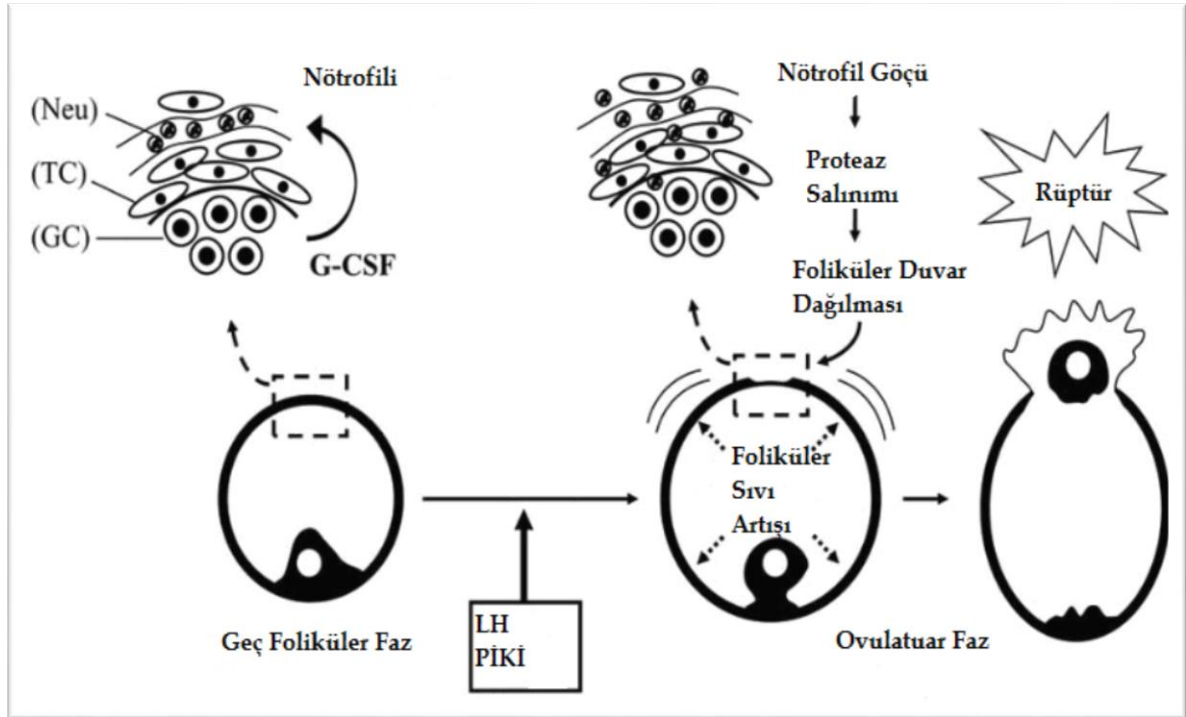 Nötrofili
(Neu)
(TC)
(GC)
G-CSF
Geç Foliküler Faz
LH
PİKİ
Nötrofil Göçü
Proteaz
Salınımı
Foliküler Duvar
Dağılması
Rüptür
Foliküler
Sıvı
Artışı
Ovulatuar Faz